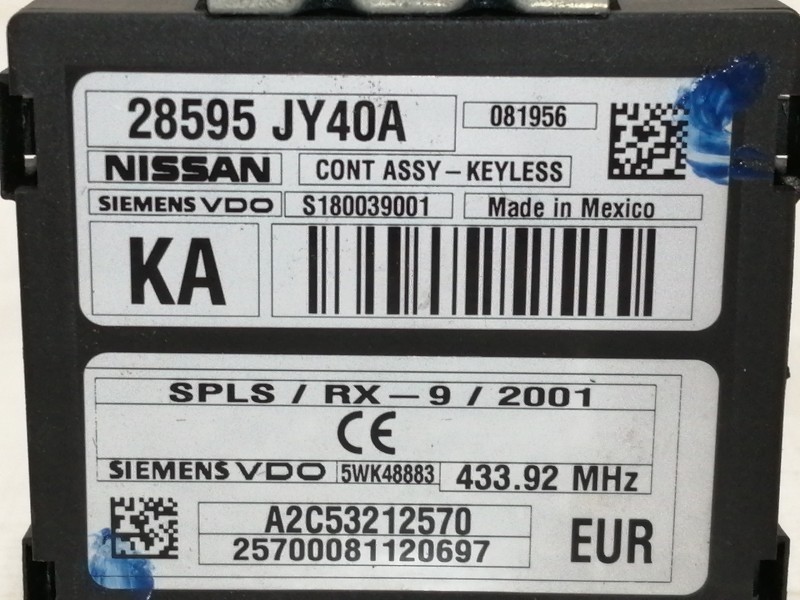 28595 JY40A 081956
NISSAN CONT ASSY-KEYLESS
SIEMENS VDO S180039001 Made in Mexico
KA
SPLS / RX-9 / 2001
CE
SIEMENS VDO 5WK48883 433.92 MHz
A2C53212570
25700081120697 EUR